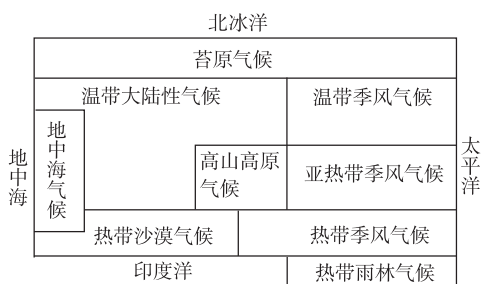 北冰洋
苔原气候
温带大陆性气候
温带季风气候
地中海
地中海气候
高山高原
气候
亚热带季风气候
太平洋
热带沙漠气候
热带季风气候
印度洋
热带雨林气候